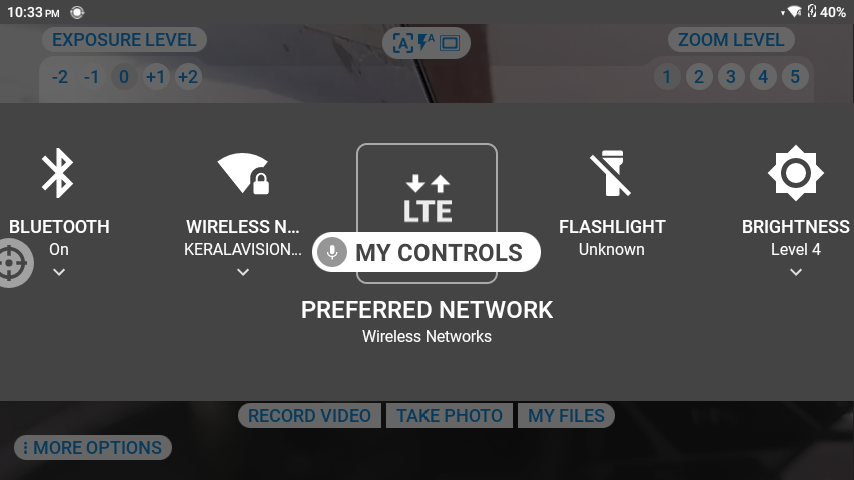 10:33 PM
40%
EXPOSURE LEVEL
A
A
ZOOM LEVEL
-2 -1 0 +1 +2
1 2 3 4 5
LTE
BLUETOOTH
On
WIRELESS N...
KERALAVISION...
MY CONTROLS
FLASHLIGHT
Unknown
BRIGHTNESS
Level 4
PREFERRED NETWORK
Wireless Networks
RECORD VIDEO
TAKE PHOTO
MY FILES
MORE OPTIONS